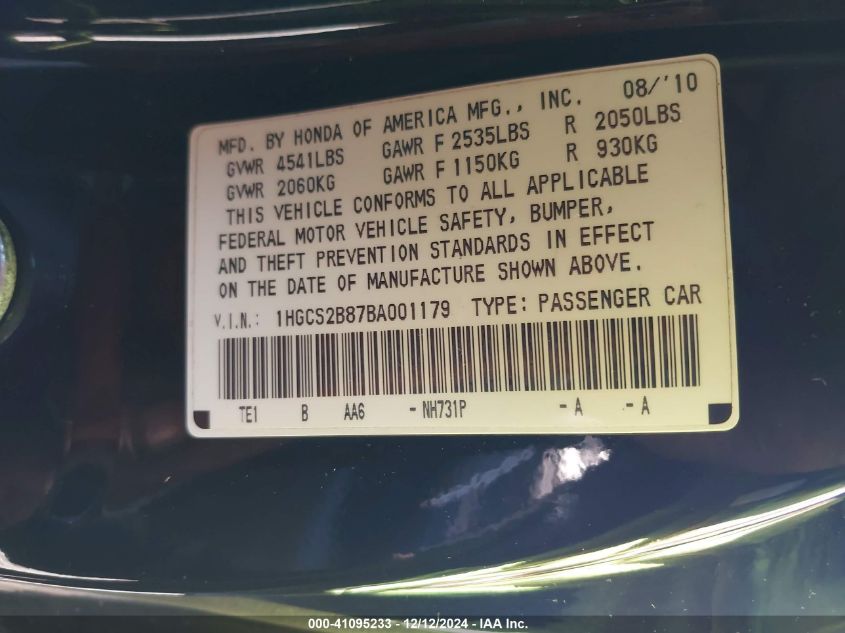 MFD. BY HONDA OF AMERICA MFG., INC. 08/'10
GVWR 4541LBS GAWR F 2535LBS R 2050LBS
GVWR 2060KG GAWR F 1150KG R 930KG
THIS VEHICLE CONFORMS TO ALL APPLICABLE
FEDERAL MOTOR VEHICLE SAFETY, BUMPER,
AND THEFT PREVENTION STANDARDS IN EFFECT
ON THE DATE OF MANUFACTURE SHOWN ABOVE.
V.I.N.: 1HGCS2B87BA001179 TYPE: PASSENGER CAR
TE1 B AA6 - NH731P - A - A
000-41095233 - 12/12/2024 - IAA Inc.